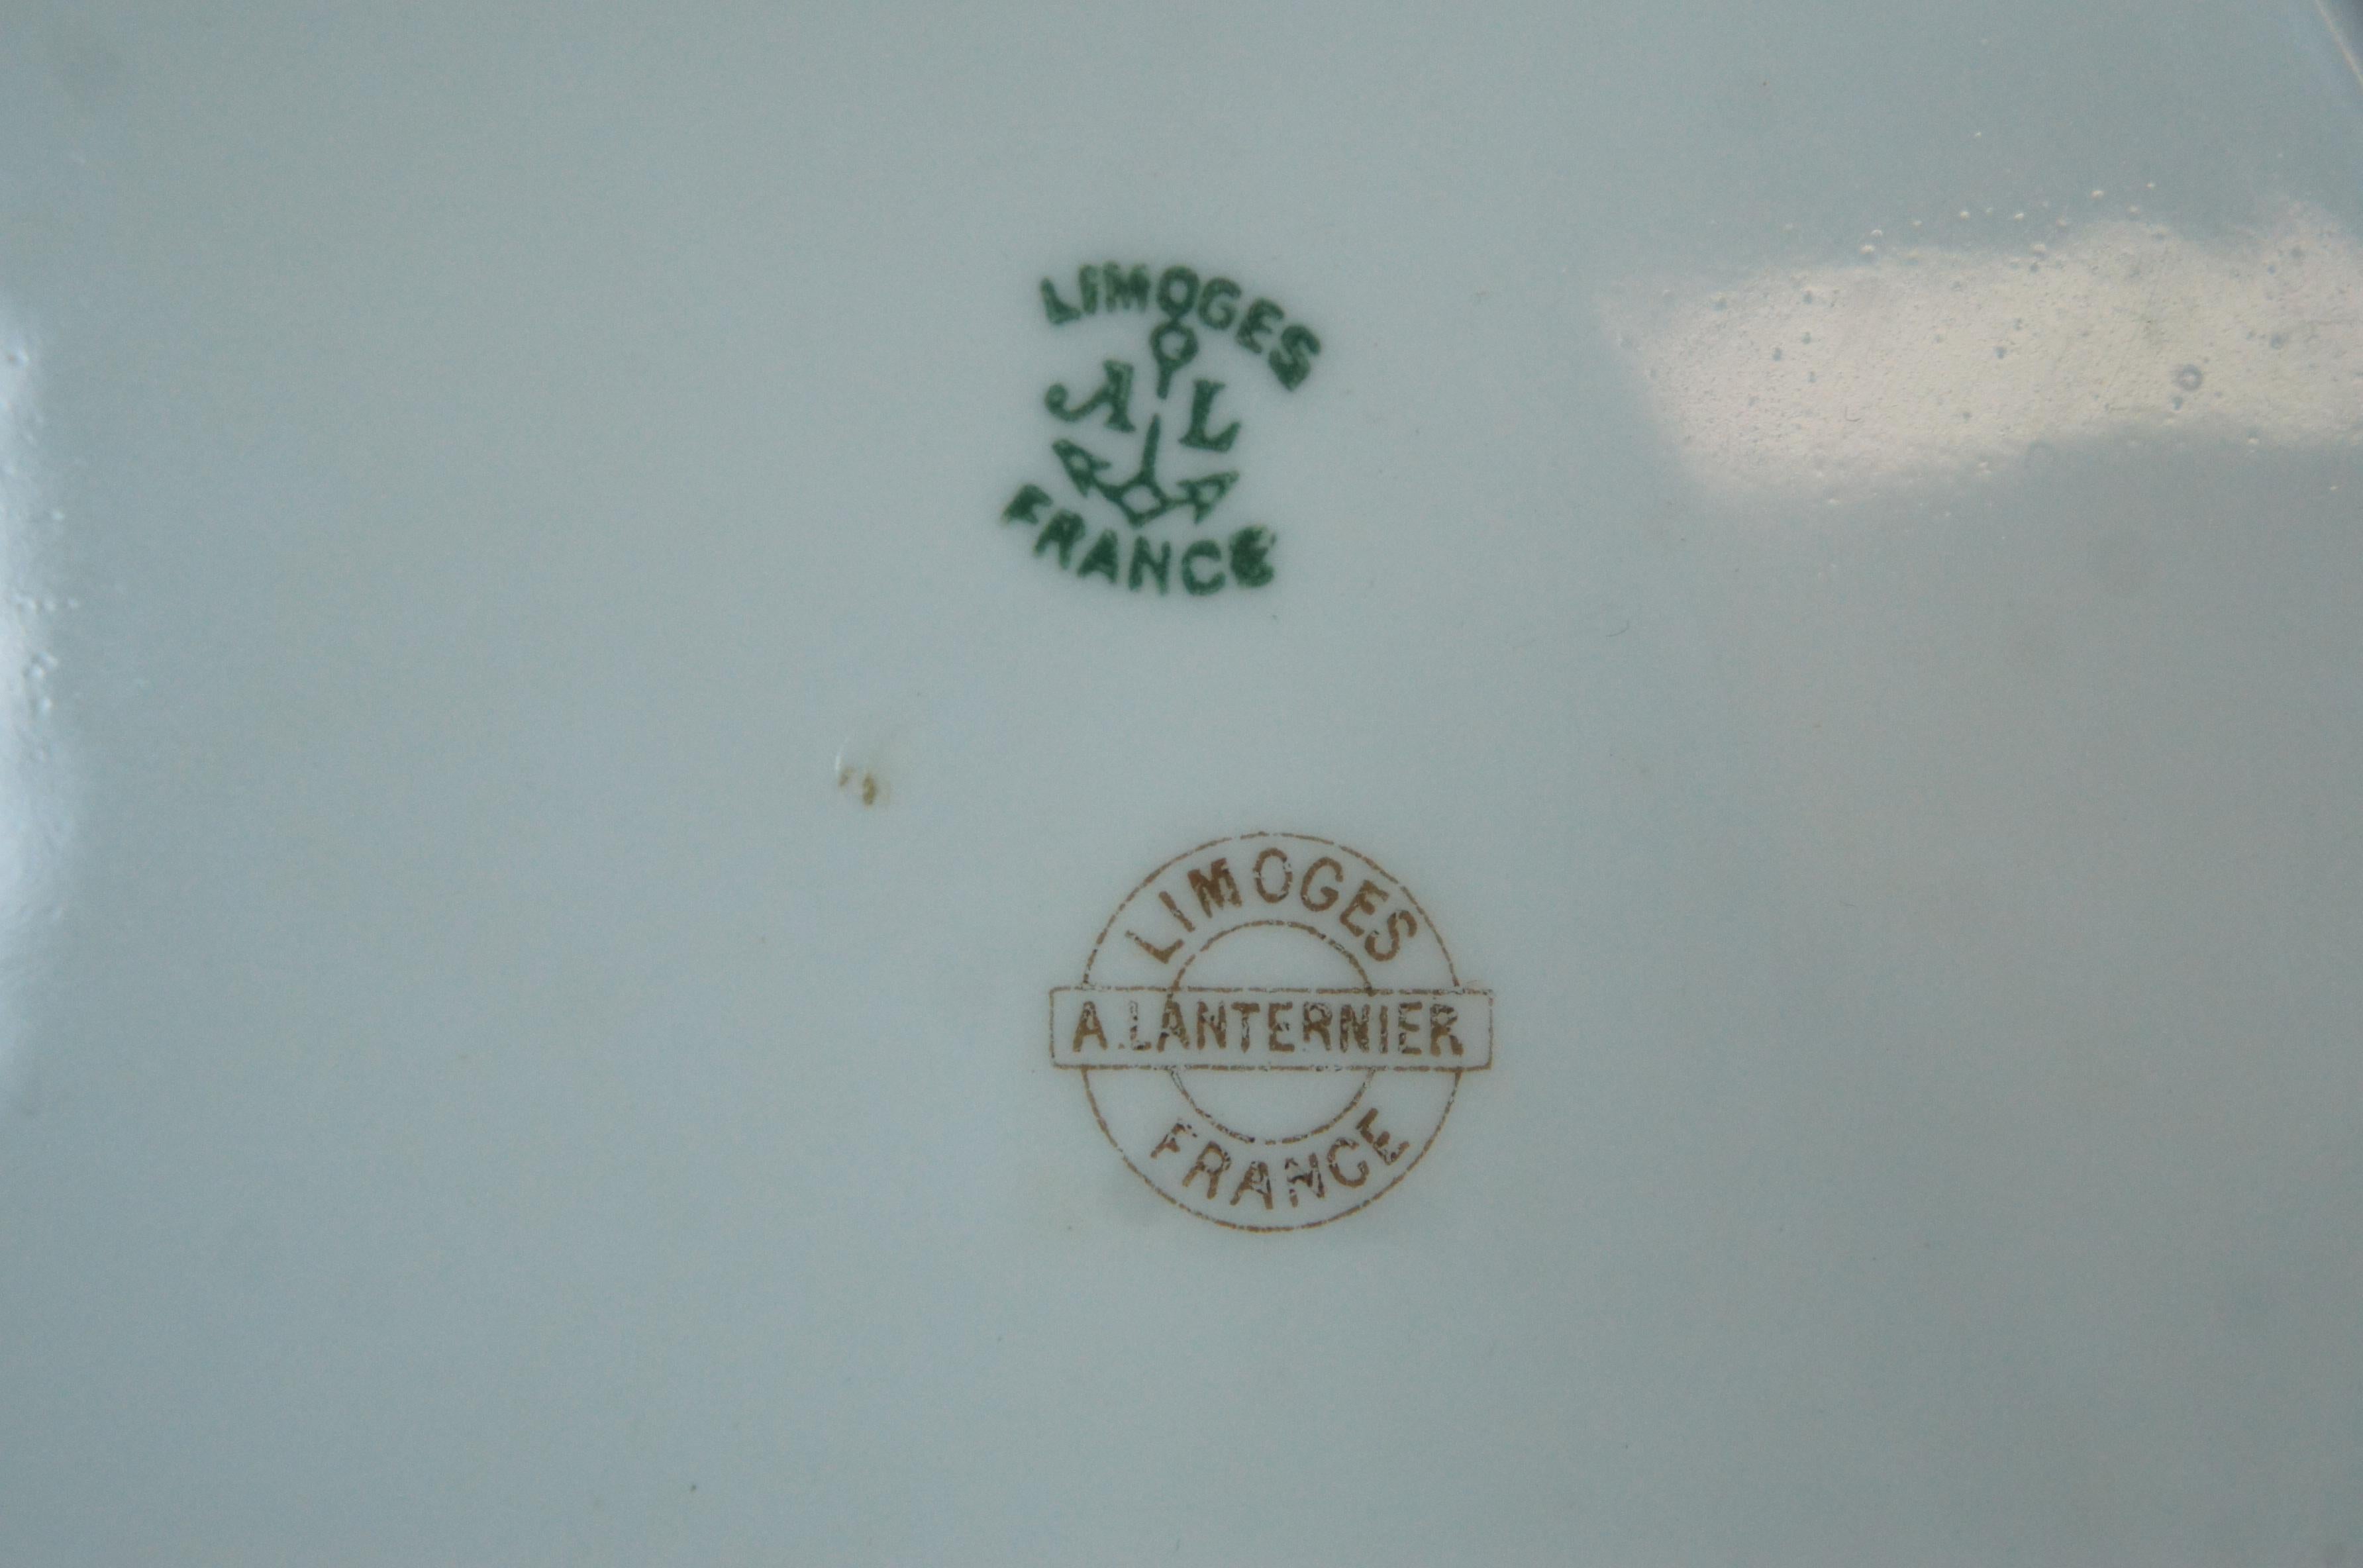 LIMOGES
A L
FRANCE
LIMOGES
A. LANTERNIER
FRANCE